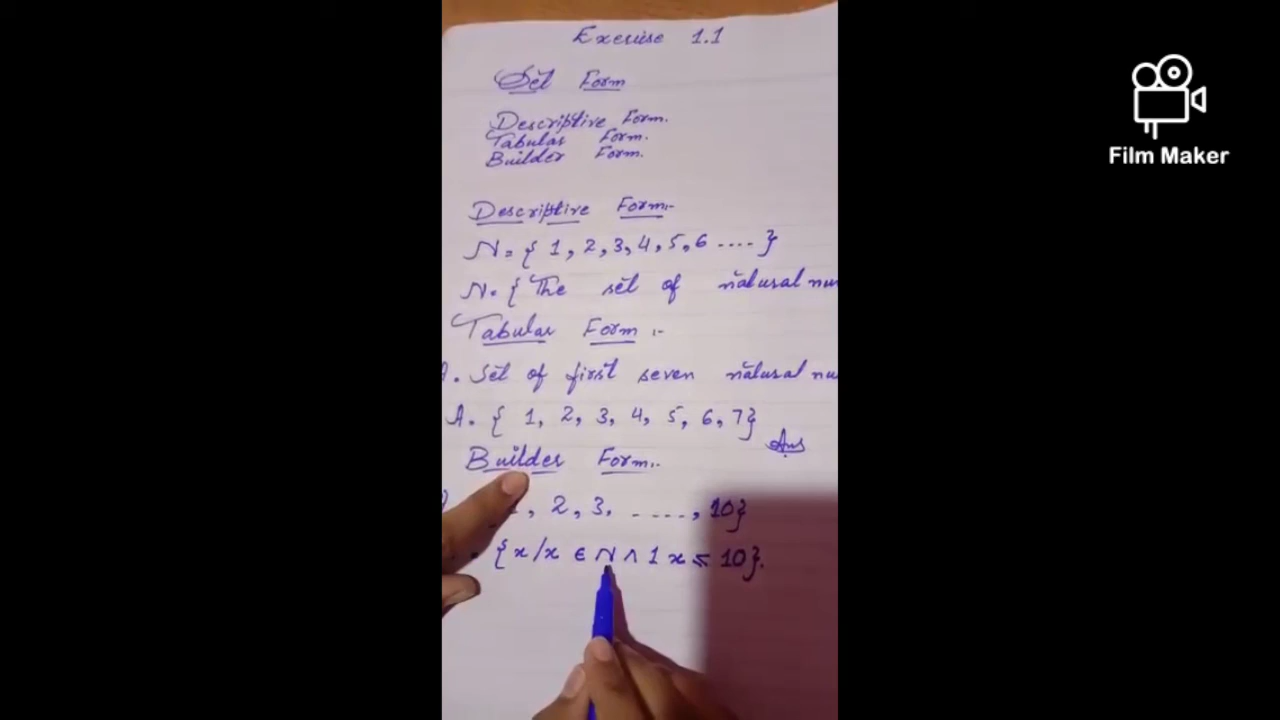 Exercise 1.1
Set Form
Descriptive Form.
Tabular Form.
Builder Form.
Descriptive Form:-
N= { 1, 2, 3, 4, 5, 6 ....}
N= { The set of natural nu
Tabular Form :-
A= Set of first seven natural nu
A= { 1, 2, 3, 4, 5, 6, 7}
Ans
Builder Form:-
, 2, 3, ....., 10}
= {x/x ∈ N ∧ 1 x ≤ 10}.
Film Maker